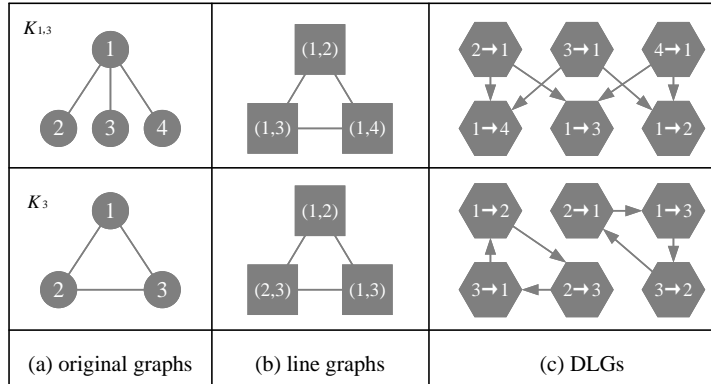 K1,3
1
2 3 4
(1,2)
(1,3) (1,4)
2→1 3→1 4→1
1→4 1→3 1→2
K3
1
2 3
(1,2)
(2,3) (1,3)
1→2 2→1 1→3
3→1 2→3 3→2
(a) original graphs (b) line graphs (c) DLGs